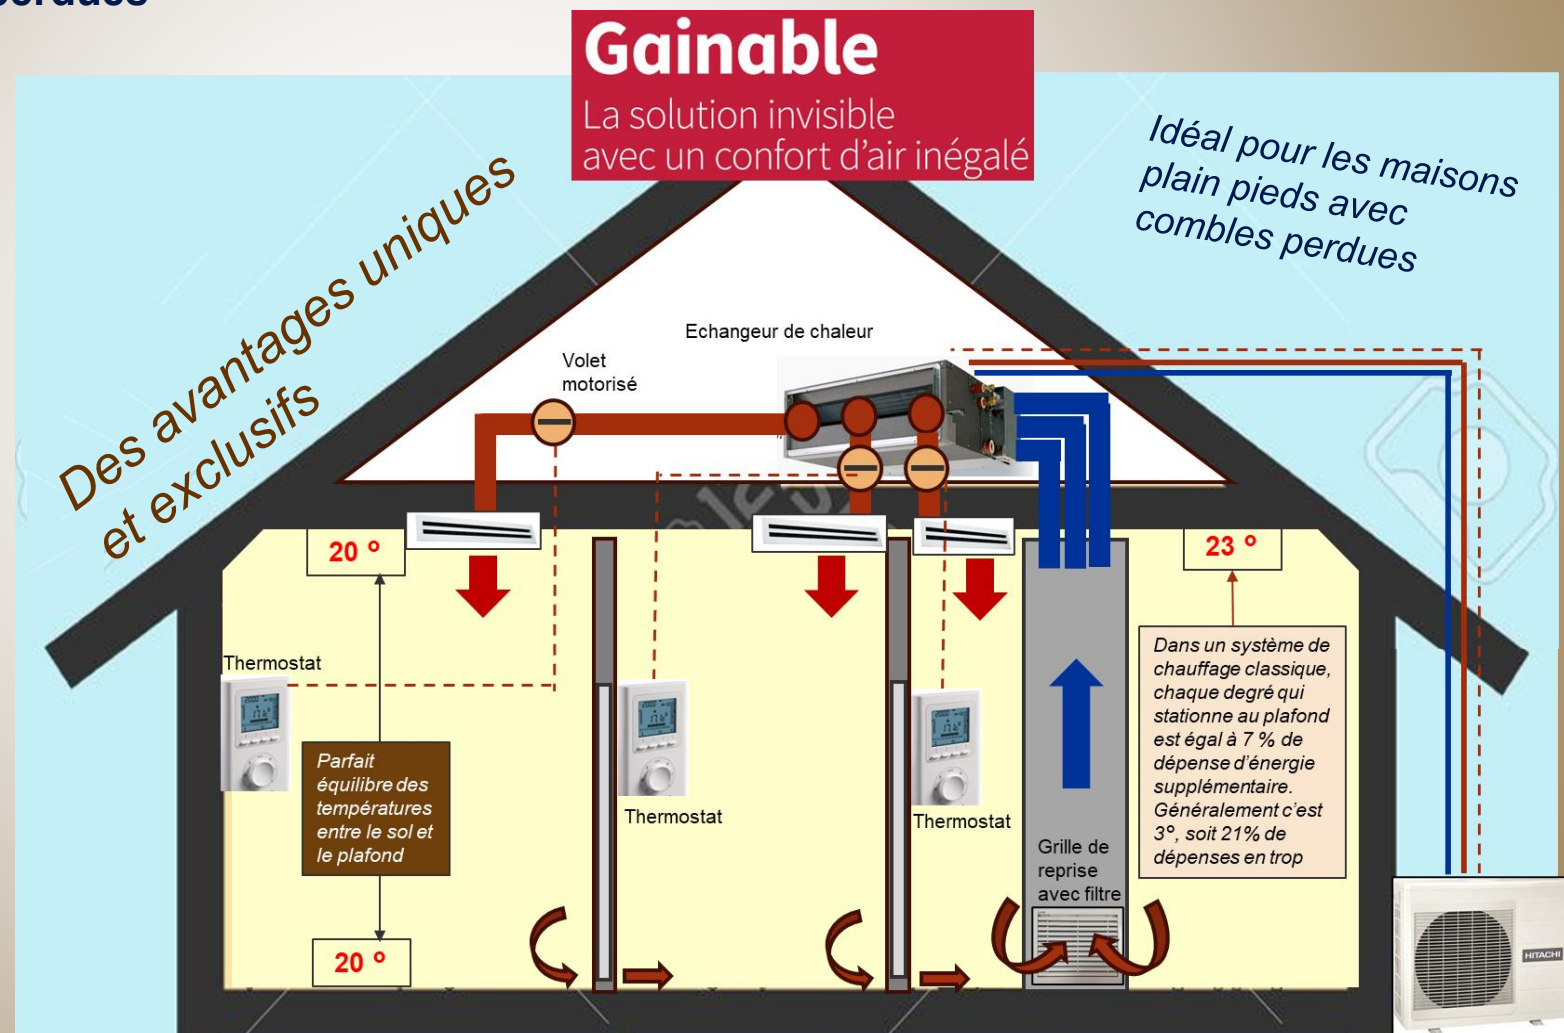 Gainable
La solution invisible
avec un confort d'air inégalé
Idéal pour les maisons
plain pieds avec
combles perdues
Des avantages uniques
et exclusifs
Echangeur de chaleur
Volet
motorisé
20 °
23 °
Thermostat
Parfait
équilibre des
températures
entre le sol et
le plafond
20 °
Thermostat
Thermostat
Grille de
reprise
avec filtre
Dans un système de
chauffage classique,
chaque degré qui
stationne au plafond
est égal à 7 % de
dépense d'énergie
supplémentaire.
Généralement c'est
3°, soit 21% de
dépenses en trop
HITACHI